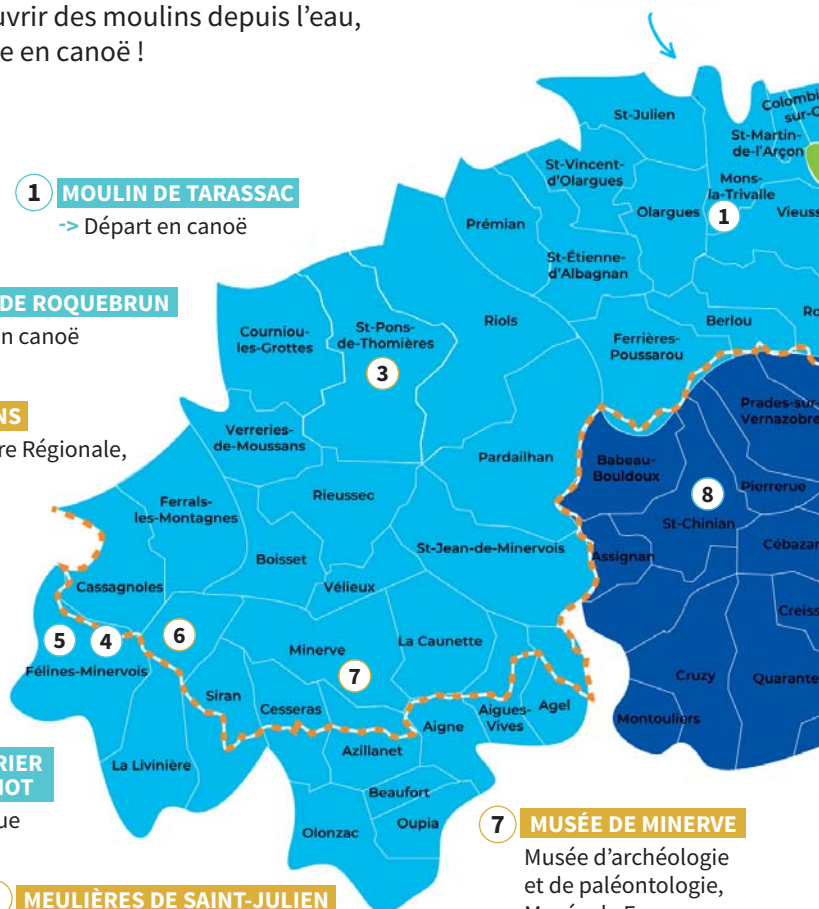 uvrir des moulins depuis l’eau,
e en canoë !
1 MOULIN DE TARASSAC
-> Départ en canoë
DE ROQUEBRUN
n canoë
NS
re Régionale,
RIER
IOT
ue
MEULIÈRES DE SAINT-JULIEN
7 MUSÉE DE MINERVE
Musée d’archéologie
et de paléontologie,
St-Julien
Colombi
sur-O
St-Martin-
de-l’Arçon
St-Vincent-
d’Olargues
Mons-
la-Trivalle
Olargues
1
Vieuss
Prémian
St-Étienne-
d’Albagnan
Riols
Berlou
Ro
Courniou-
les-Grottes
St-Pons-
de-Thomières
3
Ferrières-
Poussarou
Prades-sur-
Vernazobre
Verreries-
de-Moussans
Pardailhan
Babeau-
Bouldoux
Pierrerue
8
St-Chinian
Rieussec
Ferrals-
les-Montagnes
Cébazar
Boisset
St-Jean-de-Minervois
Assignan
Cassagnoles
Vélieux
Creiss
5
4
6
Minerve
La Caunette
7
Félines-Minervois
Cruzy
Quarante
Siran
Cesseras
Aigues-
Vives
Agel
Aigne
Montouliers
Azillanet
La Livinière
Beaufort
Oupia
Olonzac